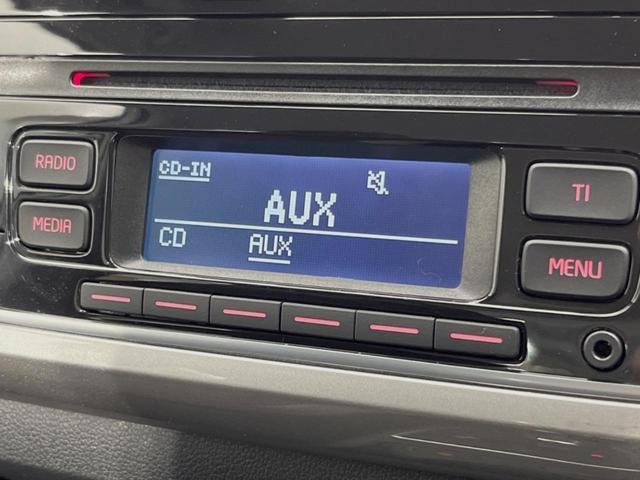 RADIO
CD-IN
AUX
TI
MEDIA
CD AUX
MENU